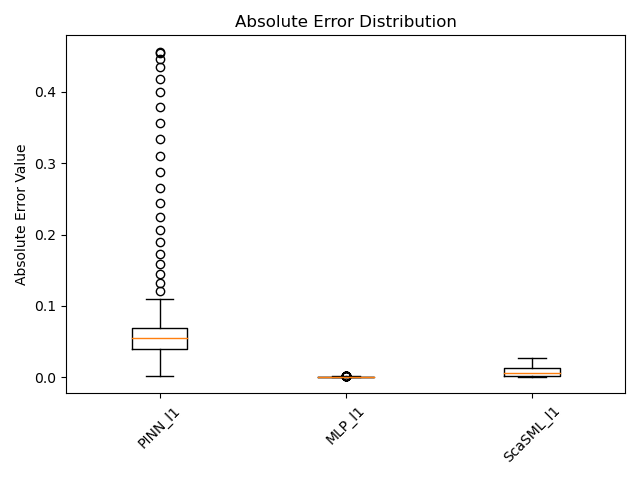 Absolute Error Distribution
Absolute Error Value
0.4
0.3
0.2
0.1
0.0
PINN_l1
MLP_l1
ScaSML_l1